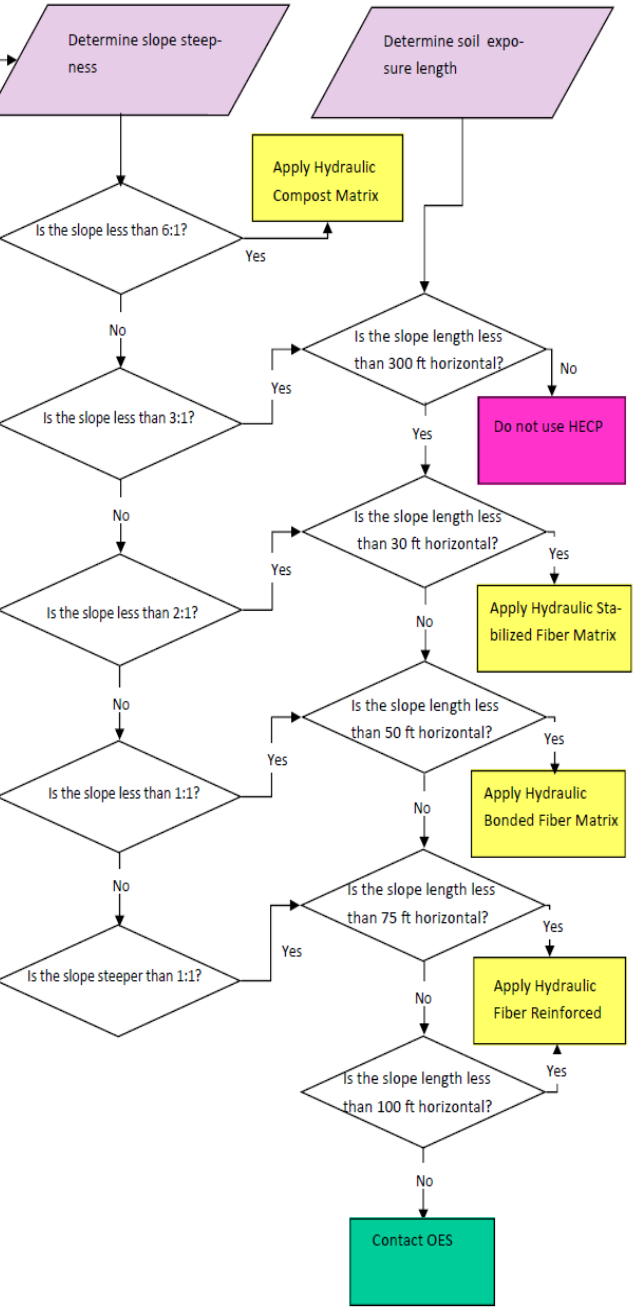 Determine slope steep-
ness
Determine soil expo-
sure length
Apply Hydraulic
Compost Matrix
Is the slope less than 6:1?
Yes
No
Is the slope length less
than 300 ft horizontal?
No
Yes
Is the slope less than 3:1?
Yes
Do not use HECP
No
Is the slope length less
than 30 ft horizontal?
Yes
Yes
Is the slope less than 2:1?
Apply Hydraulic Sta-
bilized Fiber Matrix
No
No
Is the slope length less
than 50 ft horizontal?
Yes
Yes
Is the slope less than 1:1?
Apply Hydraulic
Bonded Fiber Matrix
No
No
Is the slope length less
than 75 ft horizontal?
Yes
Yes
Is the slope steeper than 1:1?
Apply Hydraulic
Fiber Reinforced
No
Is the slope length less
than 100 ft horizontal?
Yes
No
Contact OES